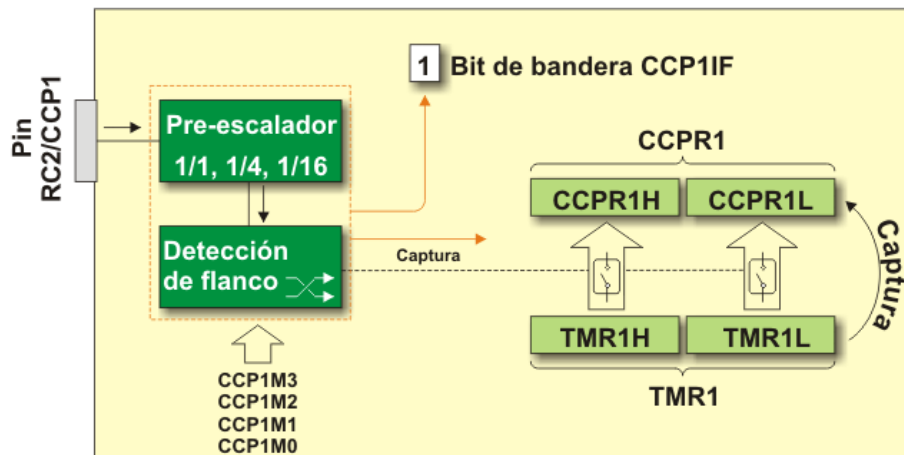 Pin
RC2/CCP1
Pre-escalador
1/1, 1/4, 1/16
Detección
de flanco
CCP1M3
CCP1M2
CCP1M1
CCP1M0
1 Bit de bandera CCP1IF
Captura
CCPR1
CCPR1H CCPR1L
TMR1H TMR1L
TMR1
Captura